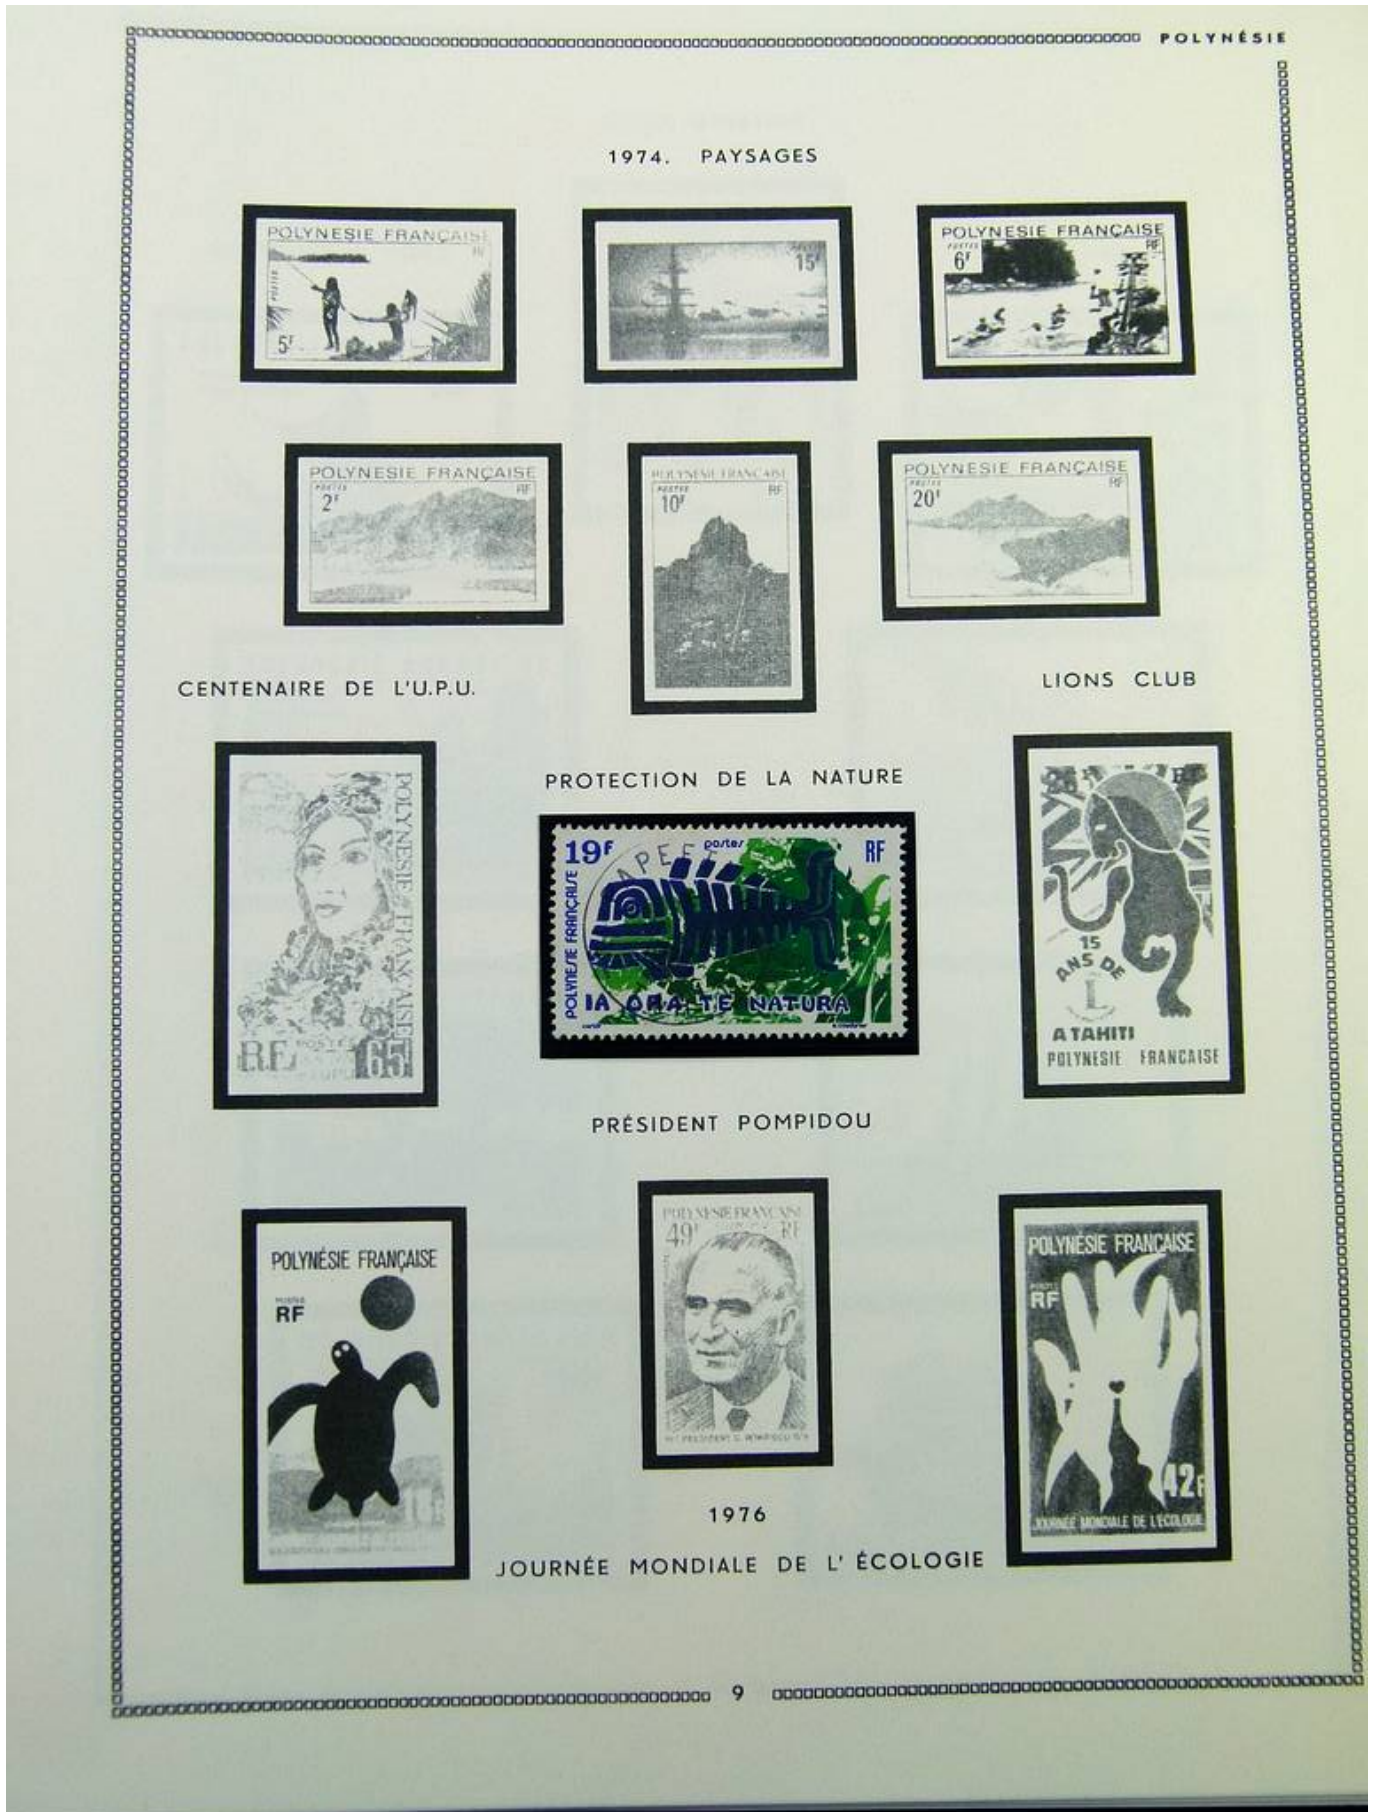 POLYNÉSIE
1974. PAYSAGES
POLYNESIE FRANÇAISE
RF
POSTES
5F
15F
POLYNESIE FRANÇAISE
POSTES
RF
6F
POLYNESIE FRANÇAISE
POSTES
RF
2F
POLYNESIE FRANÇAISE
POSTES
RF
10F
POLYNESIE FRANÇAISE
POSTES
RF
20F
CENTENAIRE DE L'U.P.U.
LIONS CLUB
POLYNESIE FRANÇAISE
RF
POSTES
65F
PROTECTION DE LA NATURE
19F
postes
RF
APEE
POLYNESIE FRANÇAISE
IA ORA TE NATURA
15
ANS DE
L
A TAHITI
POLYNESIE FRANÇAISE
PRÉSIDENT POMPIDOU
POLYNÉSIE FRANÇAISE
POSTES
RF
POLYNESIE FRANÇAISE
49F
RF
POLYNÉSIE FRANÇAISE
POSTES
RF
42F
JOURNÉE MONDIALE DE L'ÉCOLOGIE
1976
JOURNÉE MONDIALE DE L' ÉCOLOGIE
9